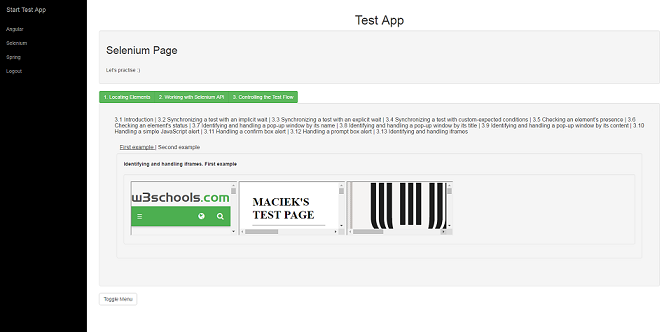 Start Test App
Angular
Selenium
Spring
Logout
Test App
Selenium Page
Let's practise :)
1. Locating Elements 2. Working with Selenium API 3. Controlling the Test Flow
3.1 Introduction | 3.2 Synchronizing a test with an implicit wait | 3.3 Synchronizing a test with an explicit wait | 3.4 Synchronizing a test with custom-expected conditions | 3.5 Checking an element's presence | 3.6
Checking an element's status | 3.7 Identifying and handling a pop-up window by its name | 3.8 Identifying and handling a pop-up window by its title | 3.9 Identifying and handling a pop-up window by its content | 3.10
Handling a simple JavaScript alert | 3.11 Handling a confirm box alert | 3.12 Handling a prompt box alert | 3.13 Identifying and handling iframes
First example | Second example
Identifying and handling iframes. First example
w3schools.com
MACIEK'S
TEST PAGE
Toggle Menu